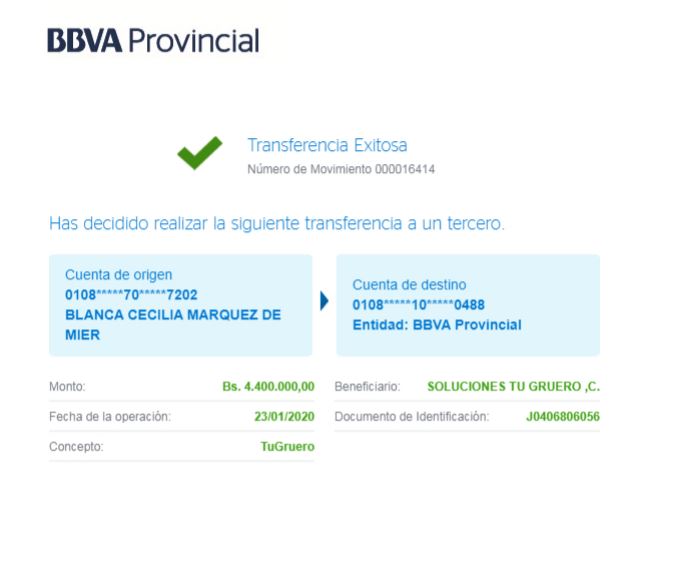 BBVA Provincial
Transferencia Exitosa
Número de Movimiento 000016414
Has decidido realizar la siguiente transferencia a un tercero.
Cuenta de origen
0108*****70*****7202
BLANCA CECILIA MARQUEZ DE
MIER
Cuenta de destino
0108*****10*****0488
Entidad: BBVA Provincial
Monto: Bs. 4.400.000,00
Fecha de la operación: 23/01/2020
Concepto: TuGruero
Beneficiario: SOLUCIONES TU GRUERO ,C.
Documento de Identificación: J0406806056